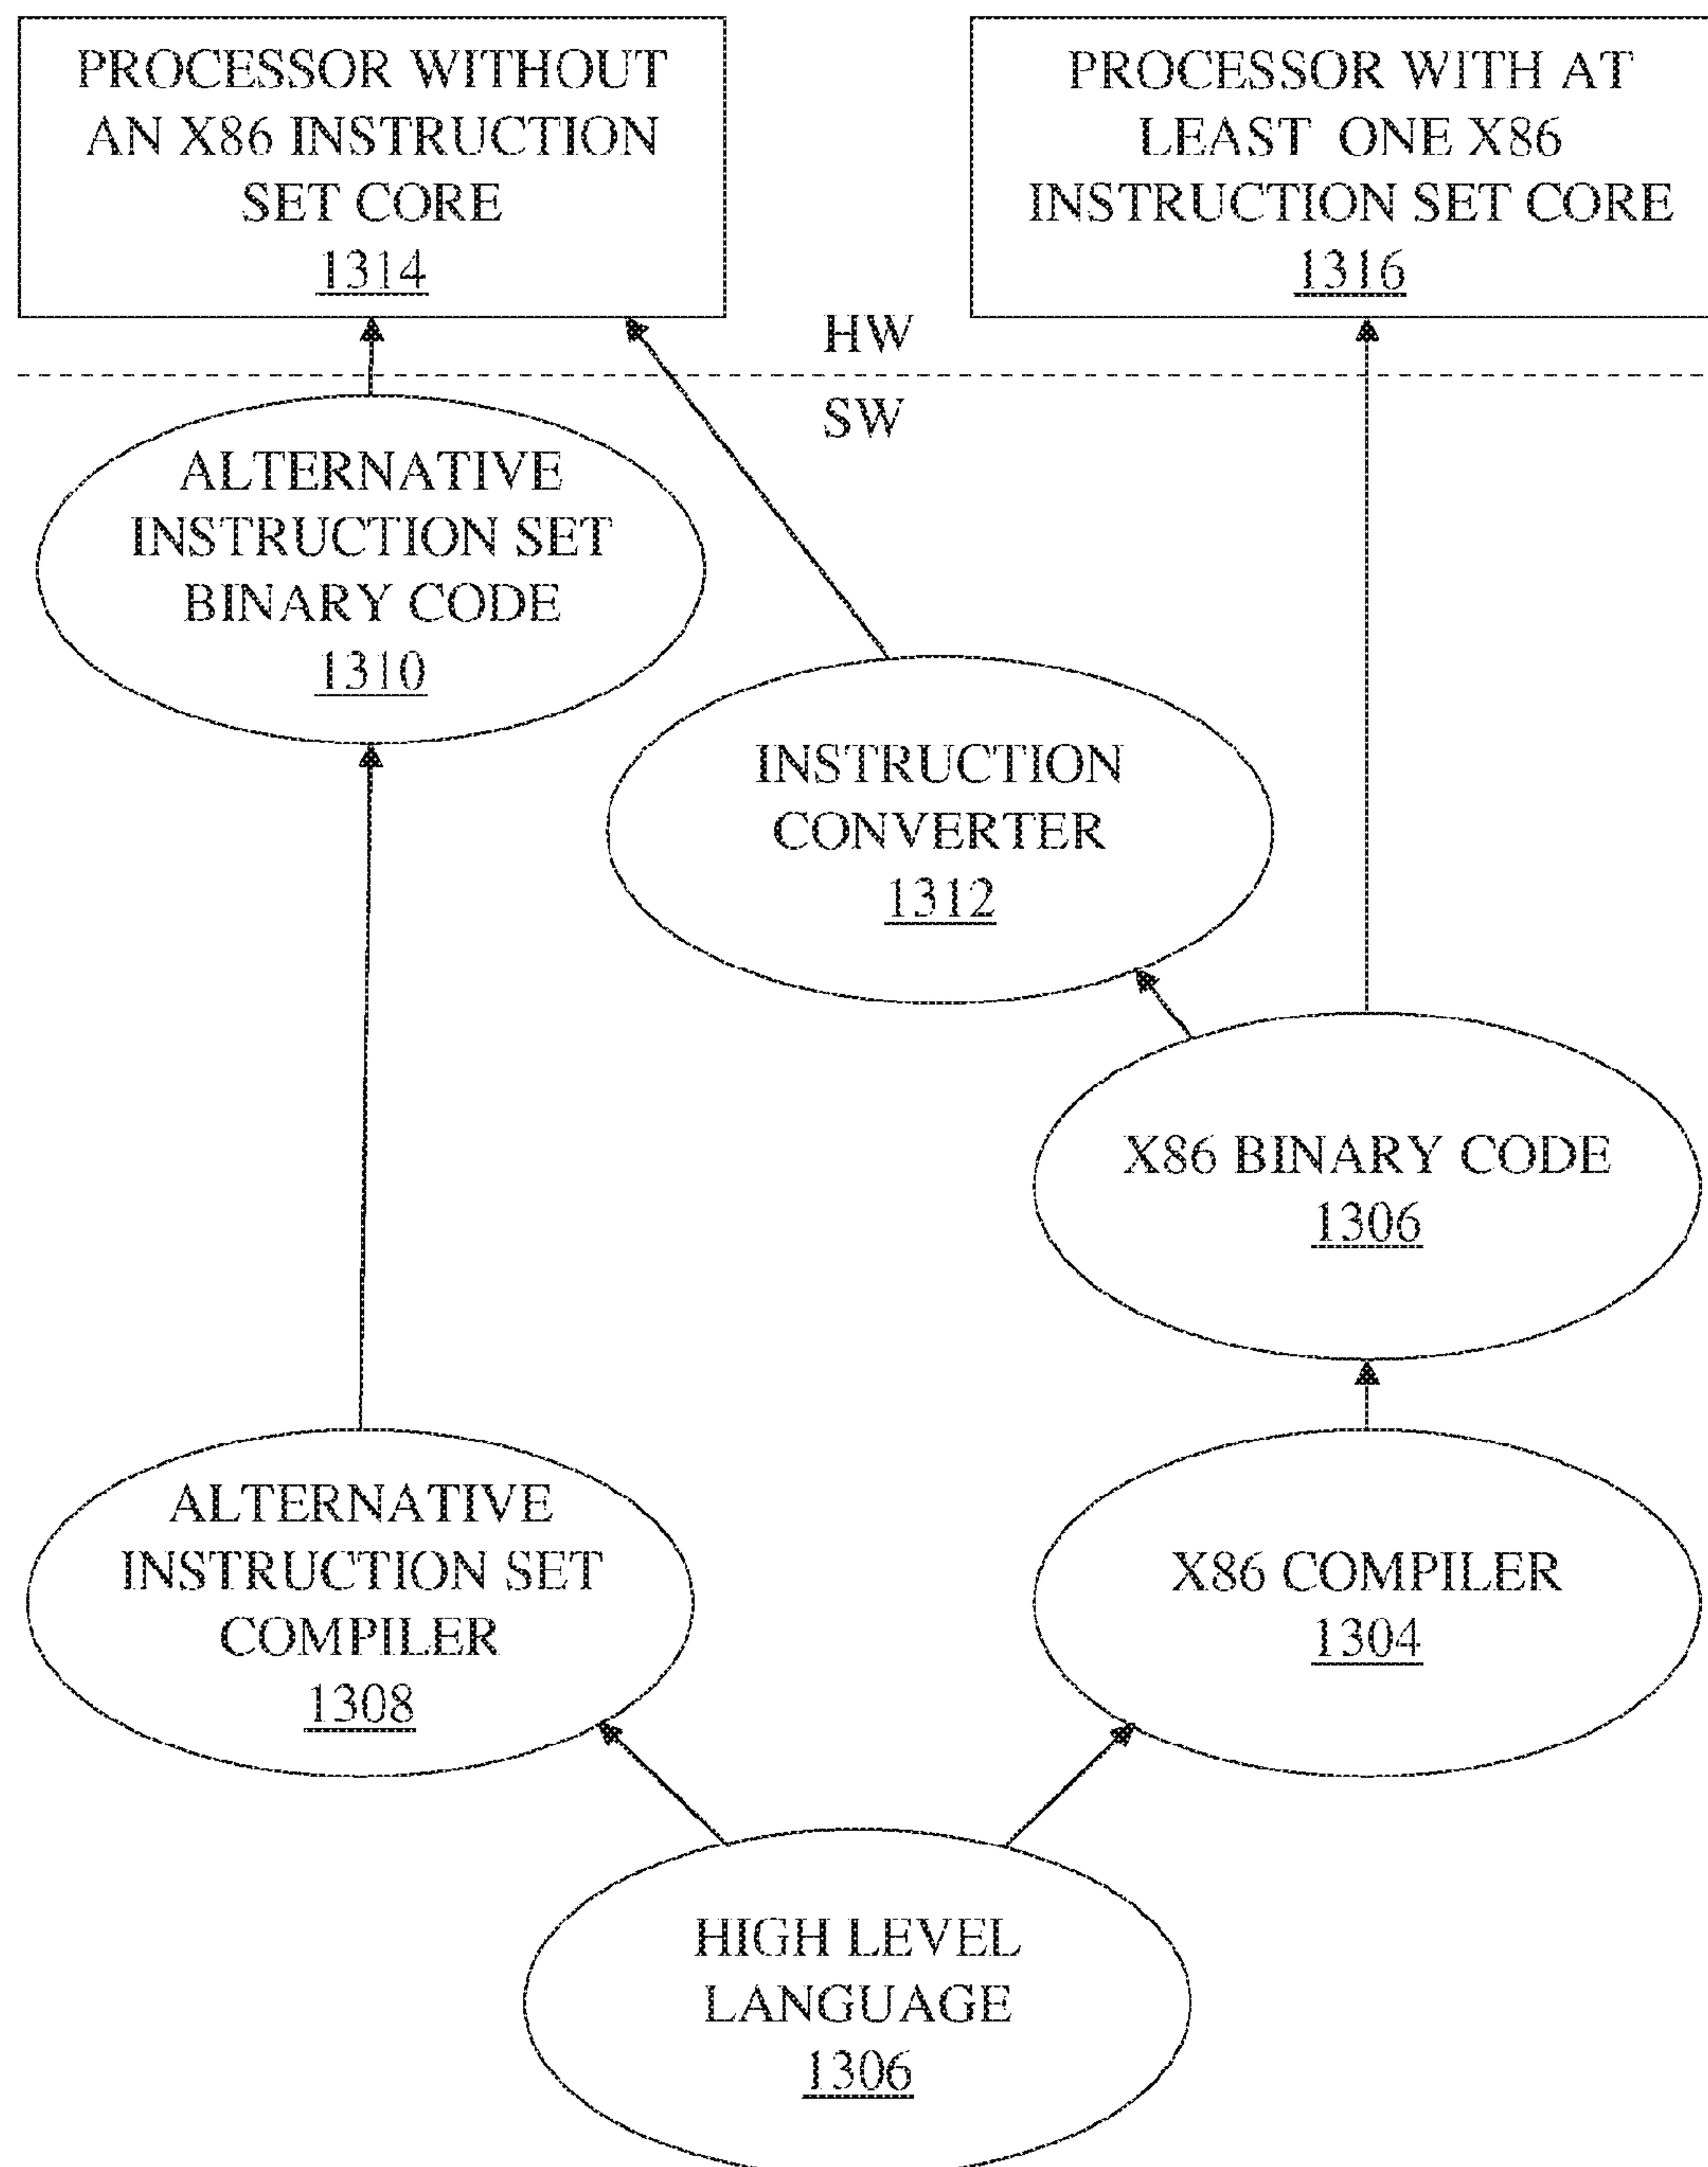 PROCESSOR WITHOUT
AN X86 INSTRUCTION
SET CORE
1314
PROCESSOR WITH AT
LEAST ONE X86
INSTRUCTION SET CORE
1316
HW
SW
ALTERNATIVE
INSTRUCTION SET
BINARY CODE
1310
INSTRUCTION
CONVERTER
1312
X86 BINARY CODE
1306
ALTERNATIVE
INSTRUCTION SET
COMPILER
1308
X86 COMPILER
1304
HIGH LEVEL
LANGUAGE
1306